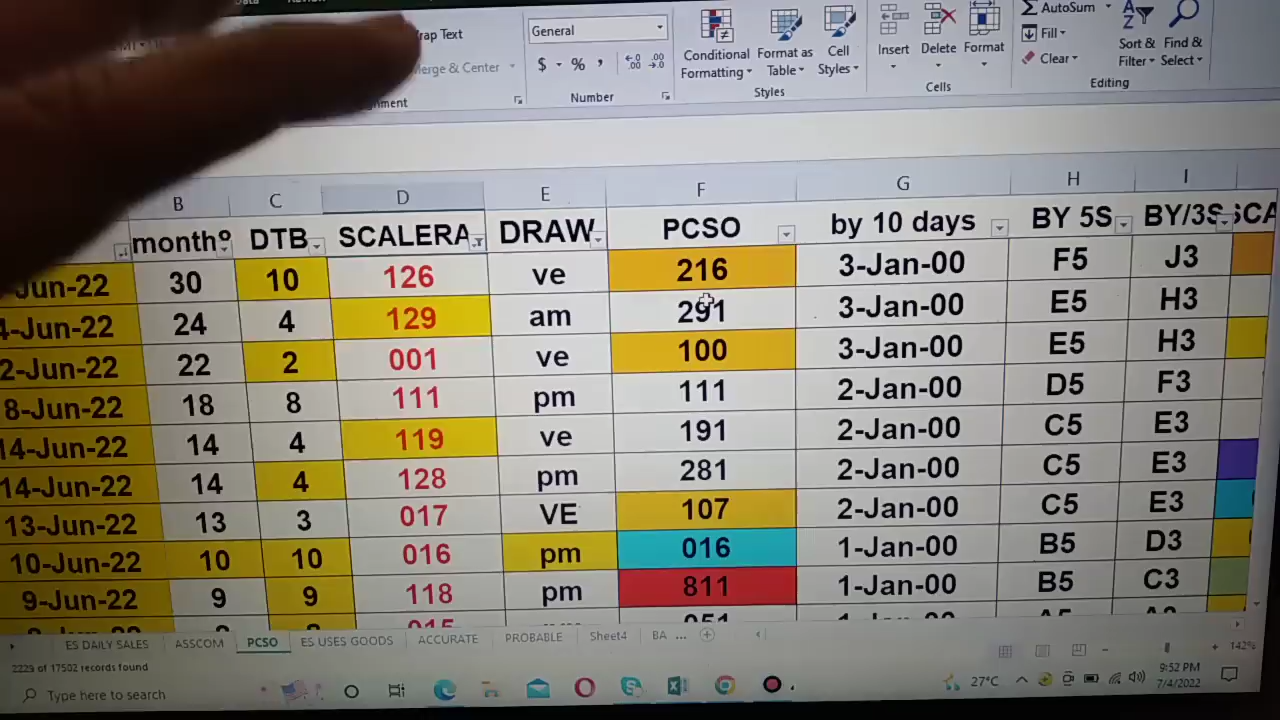 AutoSum
rap Text
General
Fill
$ - % ,
Conditional Formatting
Format as Table
Cell Styles
Insert
Delete
Format
Clear
Sort & Filter
Find & Select
Merge & Center
Number
Styles
Cells
Editing
B C D E F G H I
DTB SCALERA DRAW PCSO by 10 days BY 5S BY/3S
Jun-22 30 10 126 ve 216 3-Jan-00 F5 J3
4-Jun-22 24 4 129 am 291 3-Jan-00 E5 H3
2-Jun-22 22 2 001 ve 100 3-Jan-00 E5 H3
8-Jun-22 18 8 111 pm 111 2-Jan-00 D5 F3
14-Jun-22 14 4 119 ve 191 2-Jan-00 C5 E3
14-Jun-22 14 4 128 pm 281 2-Jan-00 C5 E3
13-Jun-22 13 3 017 VE 107 2-Jan-00 C5 E3
10-Jun-22 10 10 016 pm 016 1-Jan-00 B5 D3
9-Jun-22 9 9 118 pm 811 1-Jan-00 B5 C3
ES DAILY SALES ASSCOM PCSO ES USES GOODS ACCURATE PROBABLE Sheet4 BA ...
142%
2229 of 17502 records found
Type here to search
27°C
9:52 PM
7/4/2022